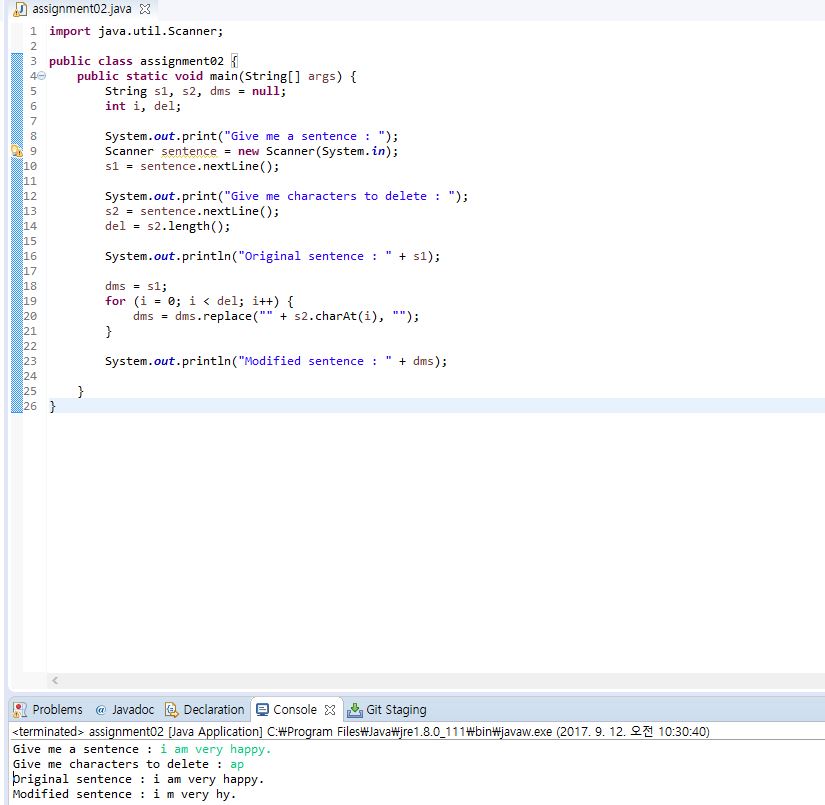 assignment02.java
1 import java.util.Scanner;
2
3 public class assignment02 {
4 public static void main(String[] args) {
5 String s1, s2, dms = null;
6 int i, del;
7
8 System.out.print("Give me a sentence : ");
9 Scanner sentence = new Scanner(System.in);
10 s1 = sentence.nextLine();
11
12 System.out.print("Give me characters to delete : ");
13 s2 = sentence.nextLine();
14 del = s2.length();
15
16 System.out.println("Original sentence : " + s1);
17
18 dms = s1;
19 for (i = 0; i < del; i++) {
20 dms = dms.replace("" + s2.charAt(i), "");
21 }
22
23 System.out.println("Modified sentence : " + dms);
24
25 }
26 }
Problems @ Javadoc Declaration Console Git Staging
<terminated> assignment02 [Java Application] C:₩Program Files₩Java₩jre1.8.0_111₩bin₩javaw.exe (2017. 9. 12. 오전 10:30:40)
Give me a sentence : i am very happy.
Give me characters to delete : ap
Original sentence : i am very happy.
Modified sentence : i m very hy.